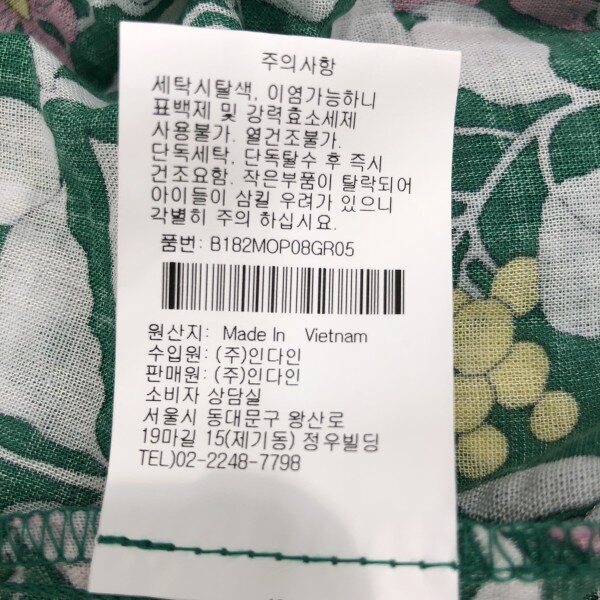 주의사항
세탁시탈색, 이염가능하니
표백제 및 강력효소세제
사용불가. 열건조불가.
단독세탁, 단독탈수 후 즉시
건조요함. 작은부품이 탈락되어
아이들이 삼킬 우려가 있으니
각별히 주의 하십시요.
품번: B182MOP08GR05
원산지: Made In Vietnam
수입원: (주)인다인
판매원: (주)인다인
소비자 상담실
서울시 동대문구 왕산로
19마길 15(제기동) 정우빌딩
TEL)02-2248-7798